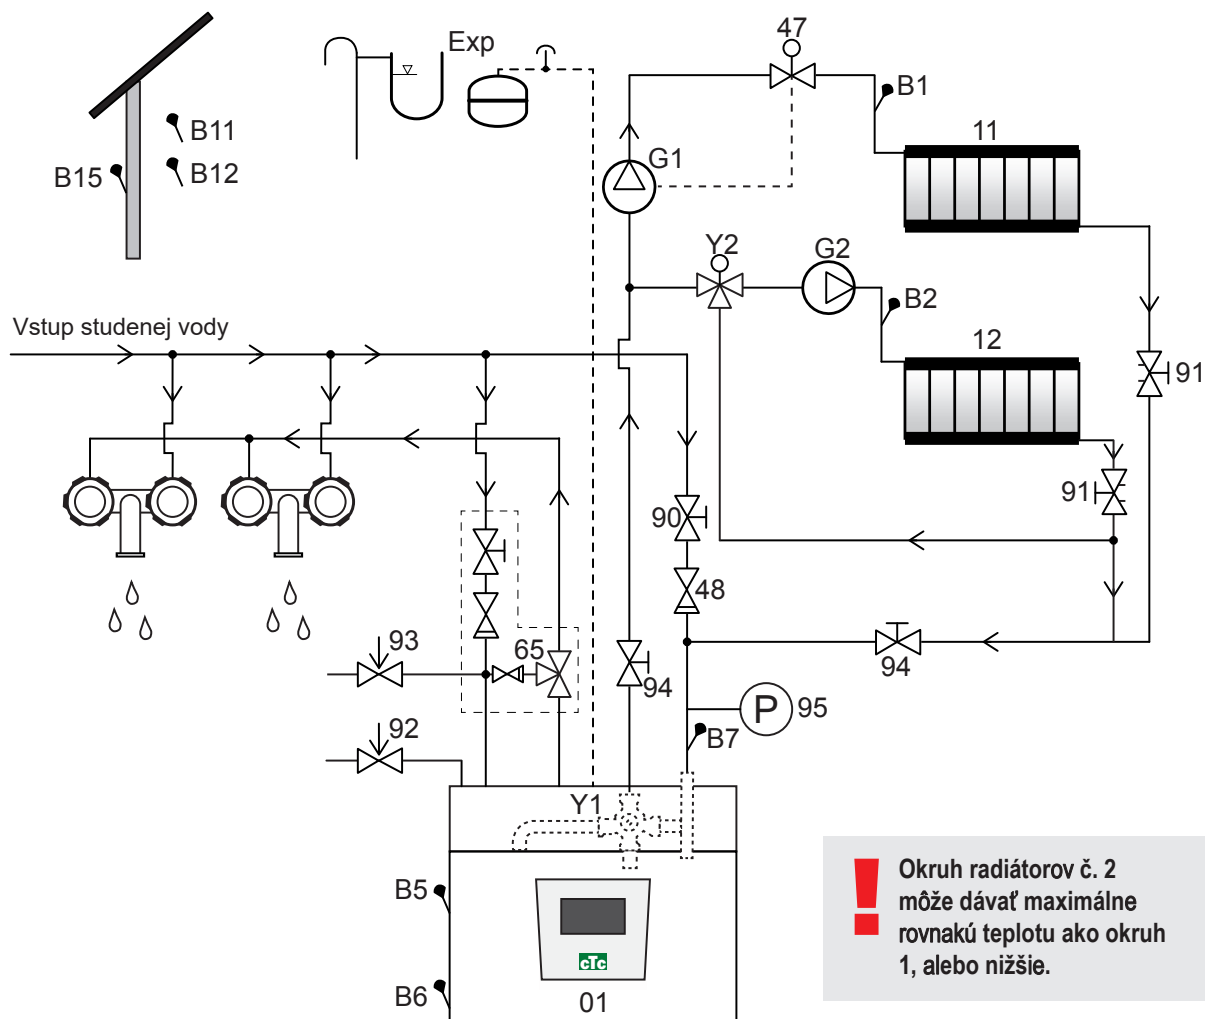 47
Exp
B1
B11
11
G1
B12
B15
Y2
G2
B2
Vstup studenej vody
12
91
91
90
48
93
65
94
94
P
95
B7
92
Y1
B5
cTc
B6
01
Okruh radiátorov č. 2
môže dávať maximálne
rovnakú teplotu ako okruh
1, alebo nižšie.